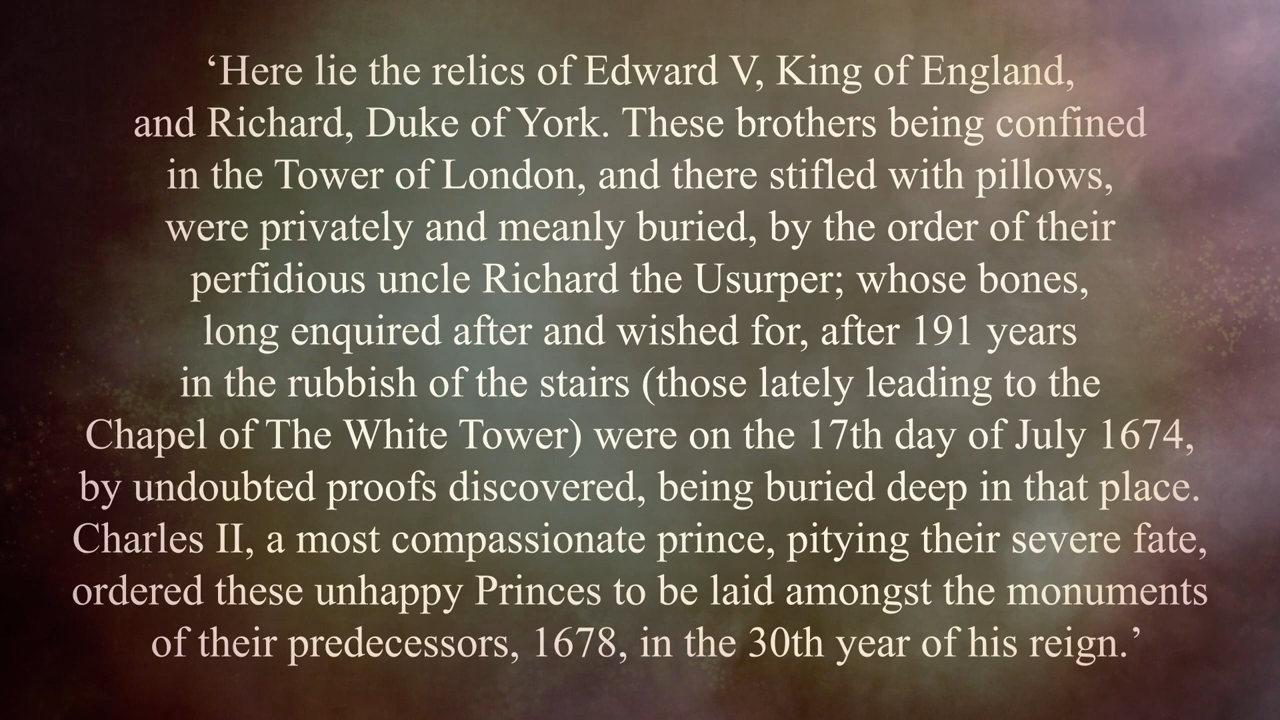 ‘Here lie the relics of Edward V, King of England,
and Richard, Duke of York. These brothers being confined
in the Tower of London, and there stifled with pillows,
were privately and meanly buried, by the order of their
perfidious uncle Richard the Usurper; whose bones,
long enquired after and wished for, after 191 years
in the rubbish of the stairs (those lately leading to the
Chapel of The White Tower) were on the 17th day of July 1674,
by undoubted proofs discovered, being buried deep in that place.
Charles II, a most compassionate prince, pitying their severe fate,
ordered these unhappy Princes to be laid amongst the monuments
of their predecessors, 1678, in the 30th year of his reign.’